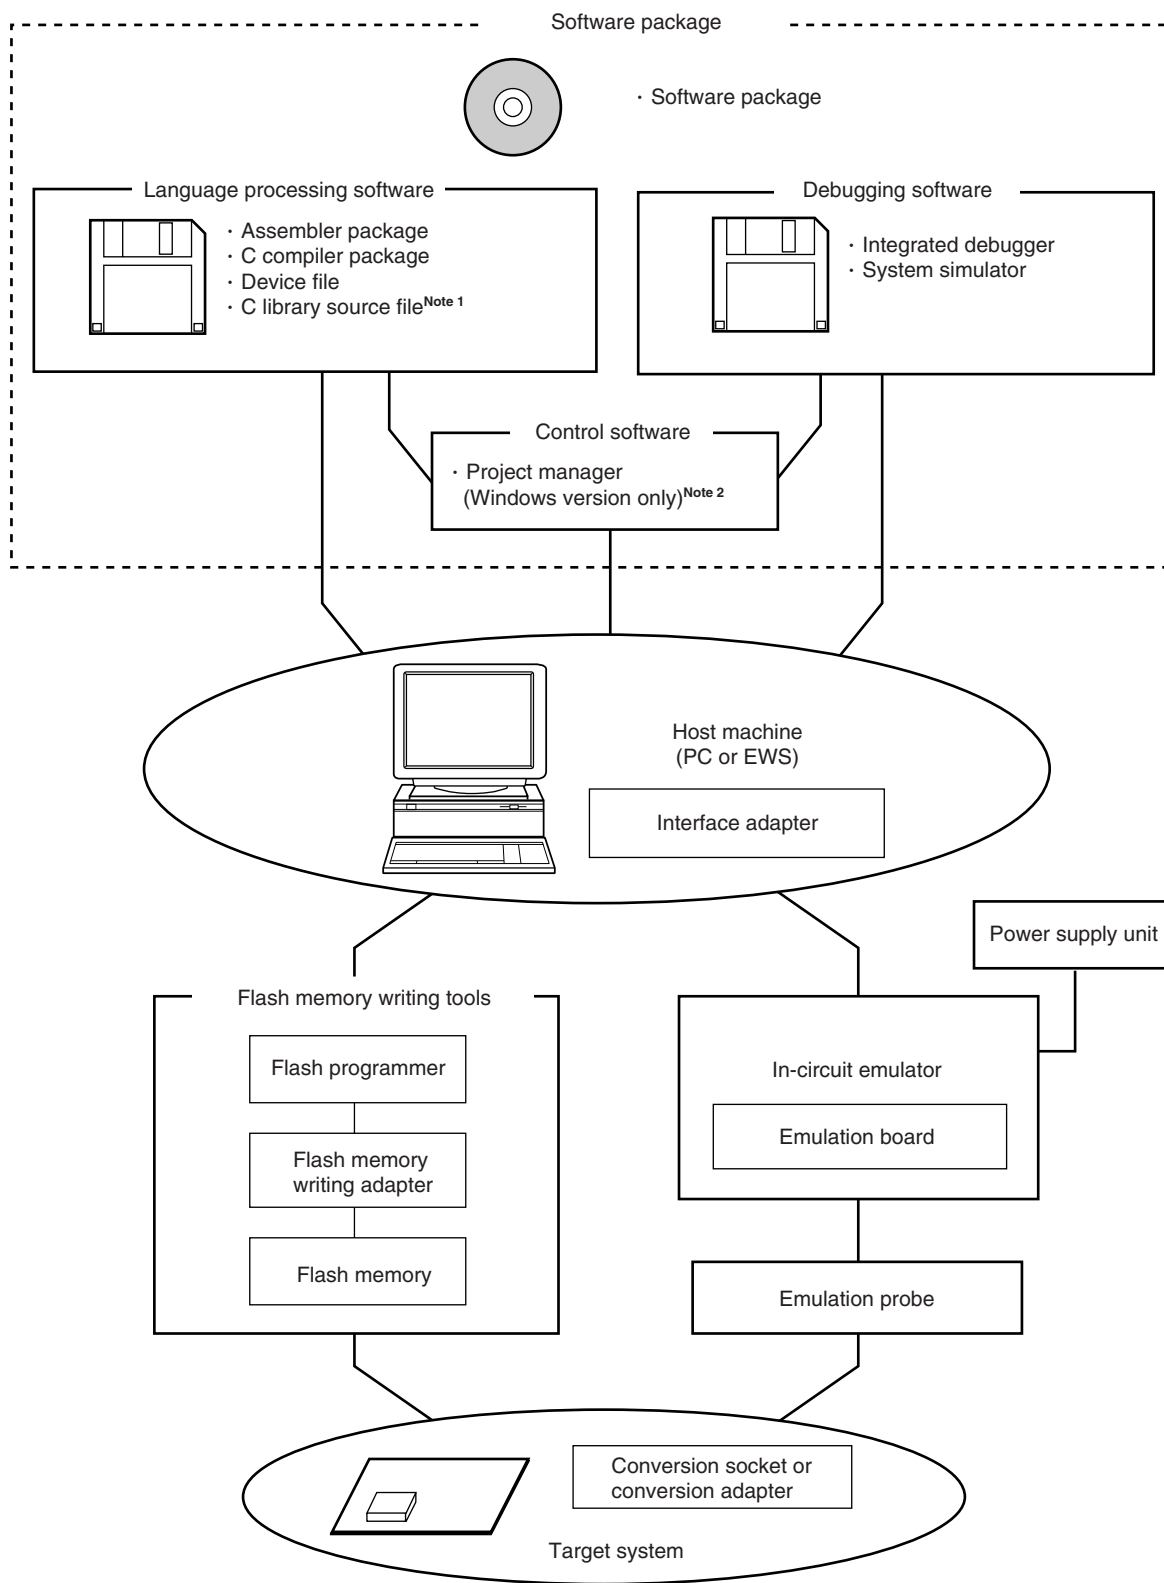 Software package
· Software package
Language processing software
· Assembler package
· C compiler package
· Device file
· C library source fileNote 1
Debugging software
· Integrated debugger
· System simulator
Control software
· Project manager
(Windows version only)Note 2
Host machine
(PC or EWS)
Interface adapter
Power supply unit
Flash memory writing tools
Flash programmer
Flash memory
writing adapter
Flash memory
In-circuit emulator
Emulation board
Emulation probe
Conversion socket or
conversion adapter
Target system